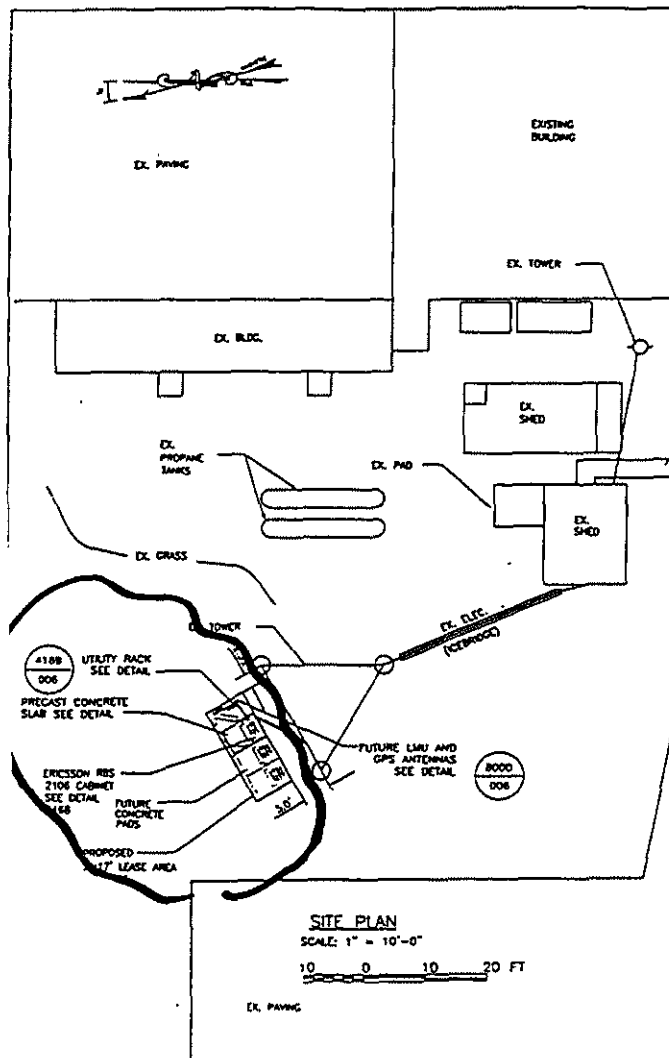 EX. PAVING
EXISTING
BUILDING
EX. TOWER
EX. BLDG.
EX.
SHED
EX.
PROPANE
TANKS
EX. PAD
EX.
SHED
EX. GRASS
EX. ELEC.
(ICEBRIDGE)
TOWER
4188
006
UTILITY RACK
SEE DETAIL
PRECAST CONCRETE
SLAB SEE DETAIL
FUTURE LMU AND
GPS ANTENNAS
SEE DETAIL
8000
006
ERICSSON RBS
2106 CABINET
SEE DETAIL
FUTURE
CONCRETE
PADS
5.0'
PROPOSED
LEASE AREA
SITE PLAN
SCALE: 1" = 10'-0"
10 0 10 20 FT
EX. PAVING